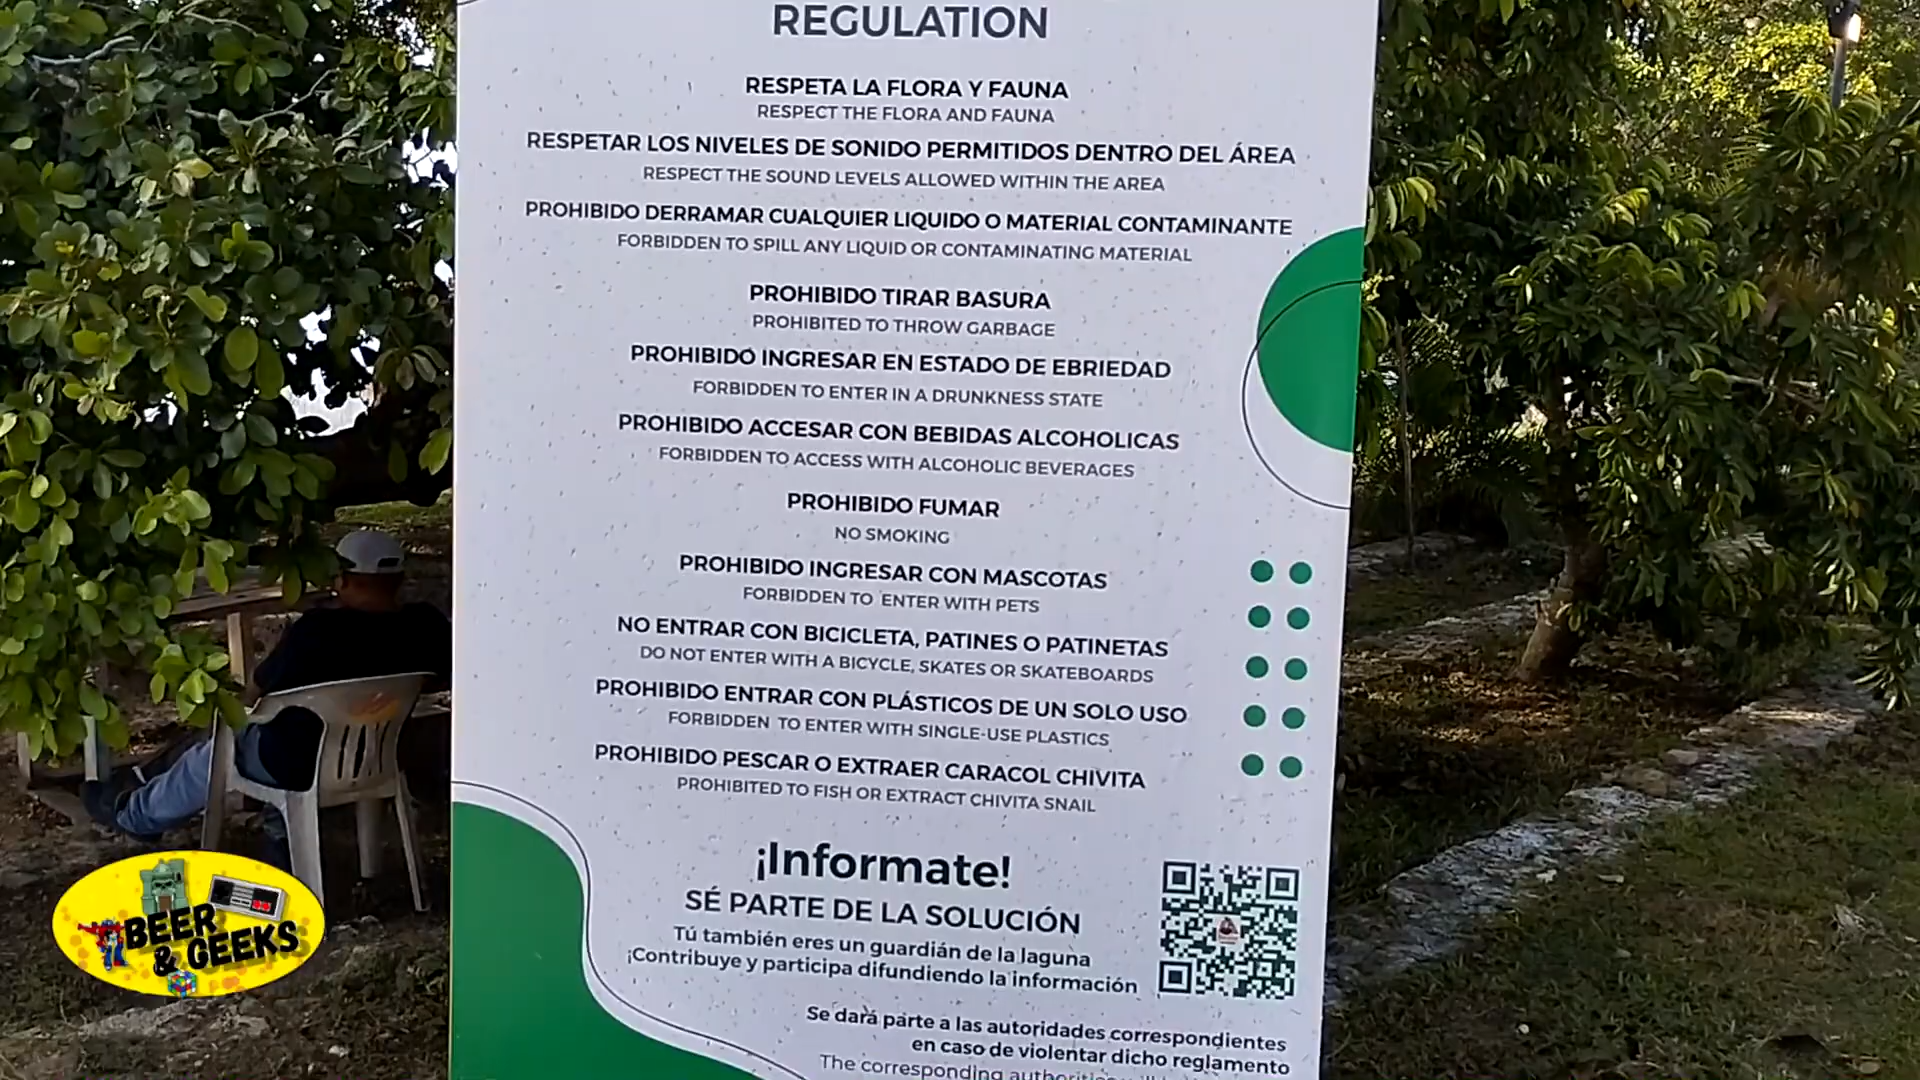 REGULATION
RESPETA LA FLORA Y FAUNA
RESPECT THE FLORA AND FAUNA
RESPETAR LOS NIVELES DE SONIDO PERMITIDOS DENTRO DEL ÁREA
RESPECT THE SOUND LEVELS ALLOWED WITHIN THE AREA
PROHIBIDO DERRAMAR CUALQUIER LIQUIDO O MATERIAL CONTAMINANTE
FORBIDDEN TO SPILL ANY LIQUID OR CONTAMINATING MATERIAL
PROHIBIDO TIRAR BASURA
PROHIBITED TO THROW GARBAGE
PROHIBIDO INGRESAR EN ESTADO DE EBRIEDAD
FORBIDDEN TO ENTER IN A DRUNKNESS STATE
PROHIBIDO ACCESAR CON BEBIDAS ALCOHOLICAS
FORBIDDEN TO ACCESS WITH ALCOHOLIC BEVERAGES
PROHIBIDO FUMAR
NO SMOKING
PROHIBIDO INGRESAR CON MASCOTAS
FORBIDDEN TO ENTER WITH PETS
NO ENTRAR CON BICICLETA, PATINES O PATINETAS
DO NOT ENTER WITH A BICYCLE, SKATES OR SKATEBOARDS
PROHIBIDO ENTRAR CON PLÁSTICOS DE UN SOLO USO
FORBIDDEN TO ENTER WITH SINGLE-USE PLASTICS
PROHIBIDO PESCAR O EXTRAER CARACOL CHIVITA
PROHIBITED TO FISH OR EXTRACT CHIVITA SNAIL
¡Informate!
SÉ PARTE DE LA SOLUCIÓN
Tú también eres un guardián de la laguna
¡Contribuye y participa difundiendo la información
Se dará parte a las autoridades correspondientes
en caso de violentar dicho reglamento
The corresponding
BEER
& GEEKS